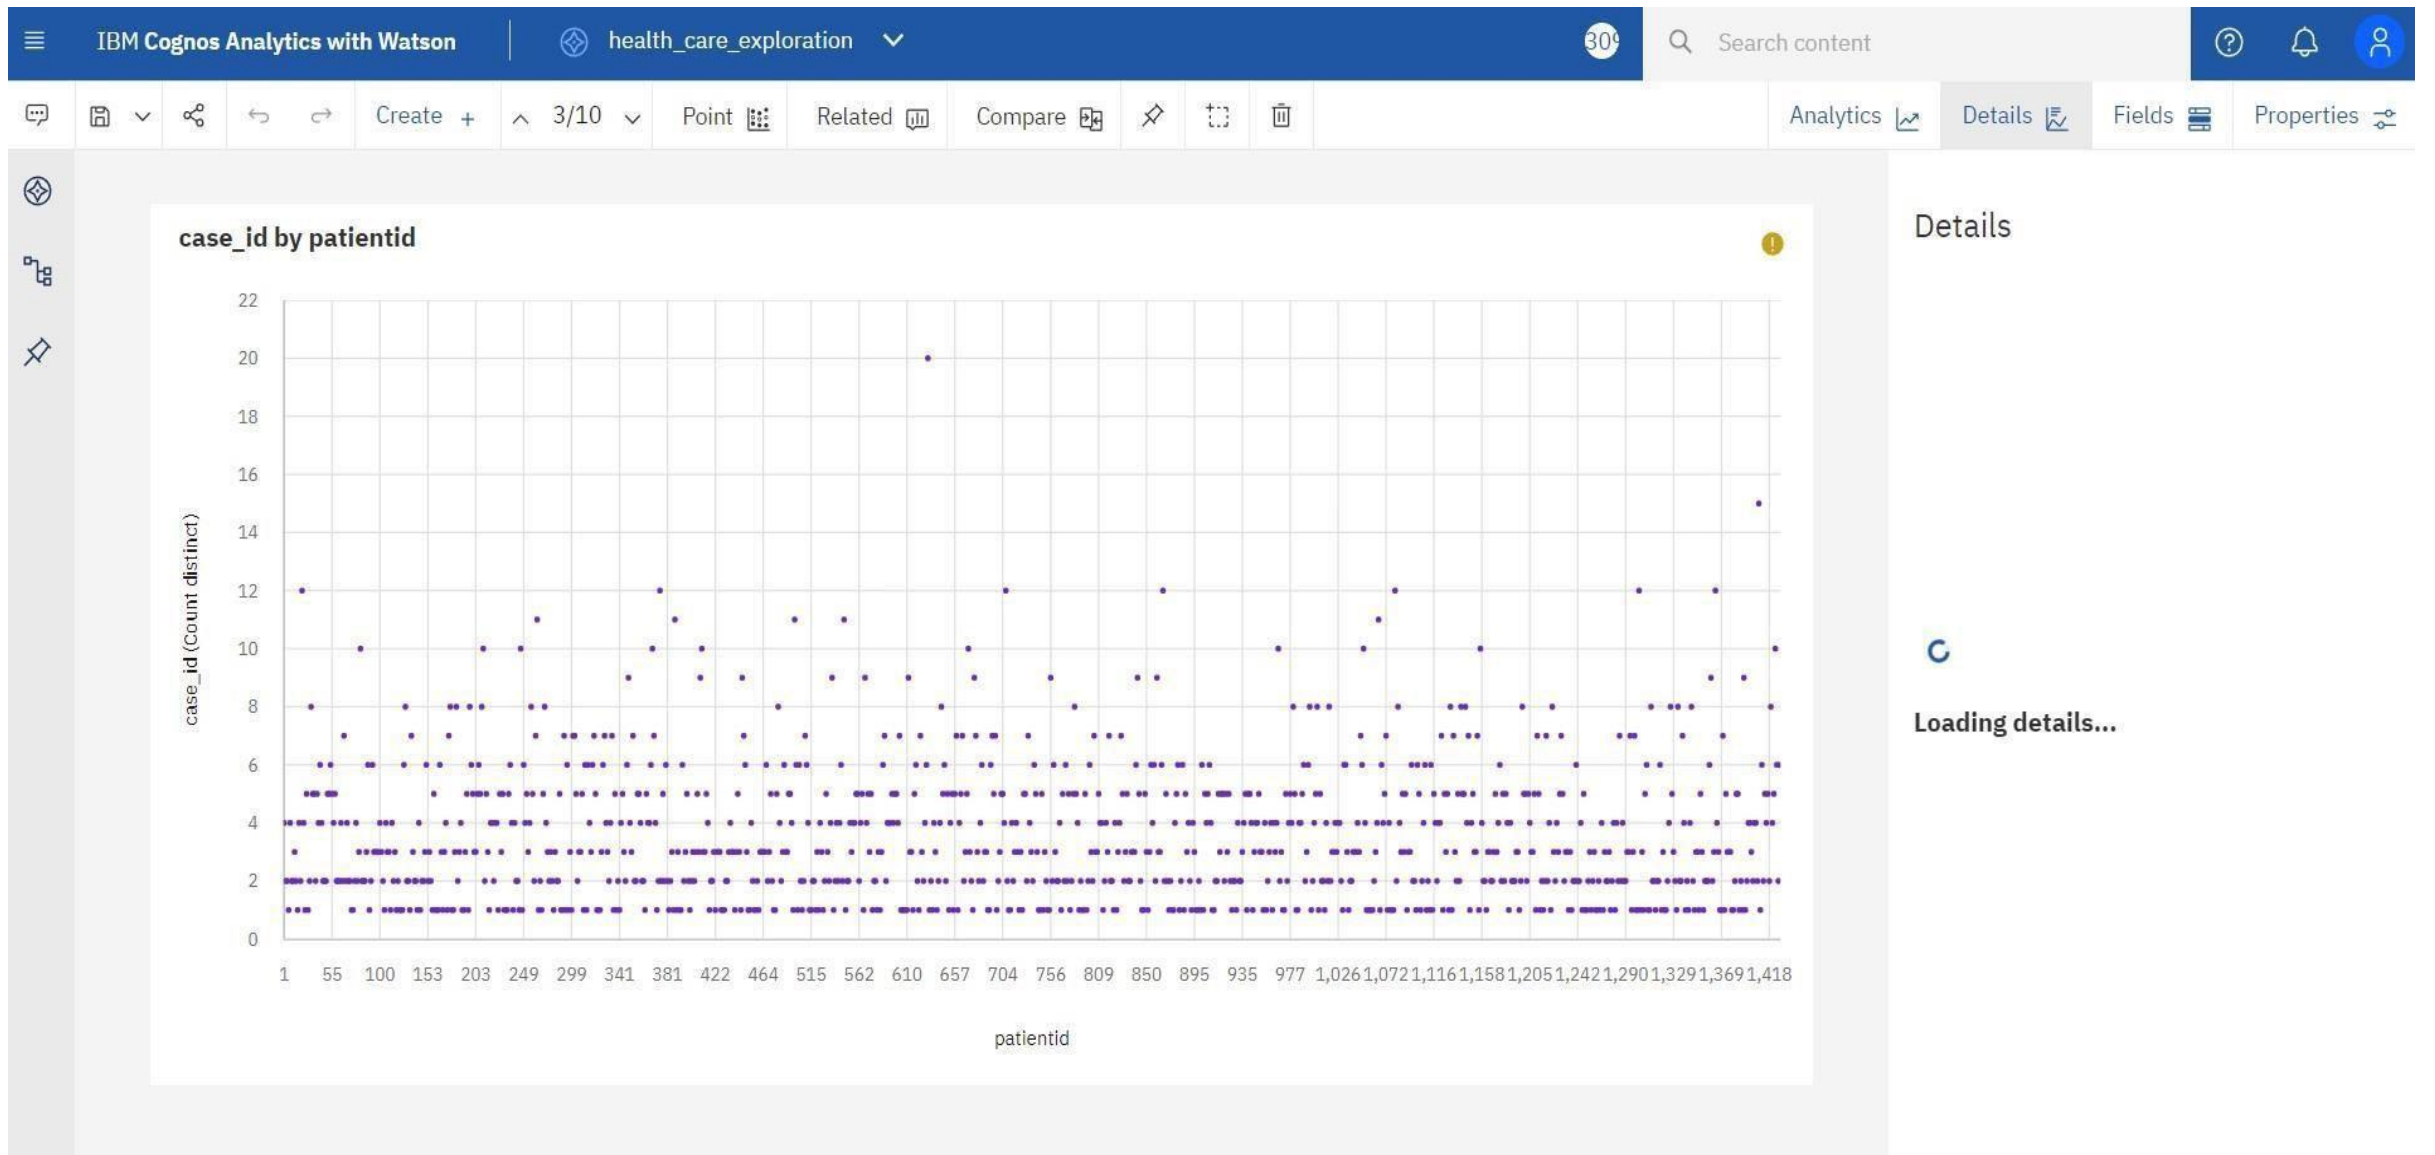 IBM Cognos Analytics with Watson
health_care_exploration
Search content
Create +
3/10
Point
Related
Compare
Analytics
Details
Fields
Properties
case_id by patientid
Details
22
20
18
16
14
12
10
8
6
4
2
0
case_id (Count distinct)
1 55 100 153 203 249 299 341 381 422 464 515 562 610 657 704 756 809 850 895 935 977 1,026 1,072 1,116 1,158 1,205 1,242 1,290 1,329 1,369 1,418
patientid
Loading details...